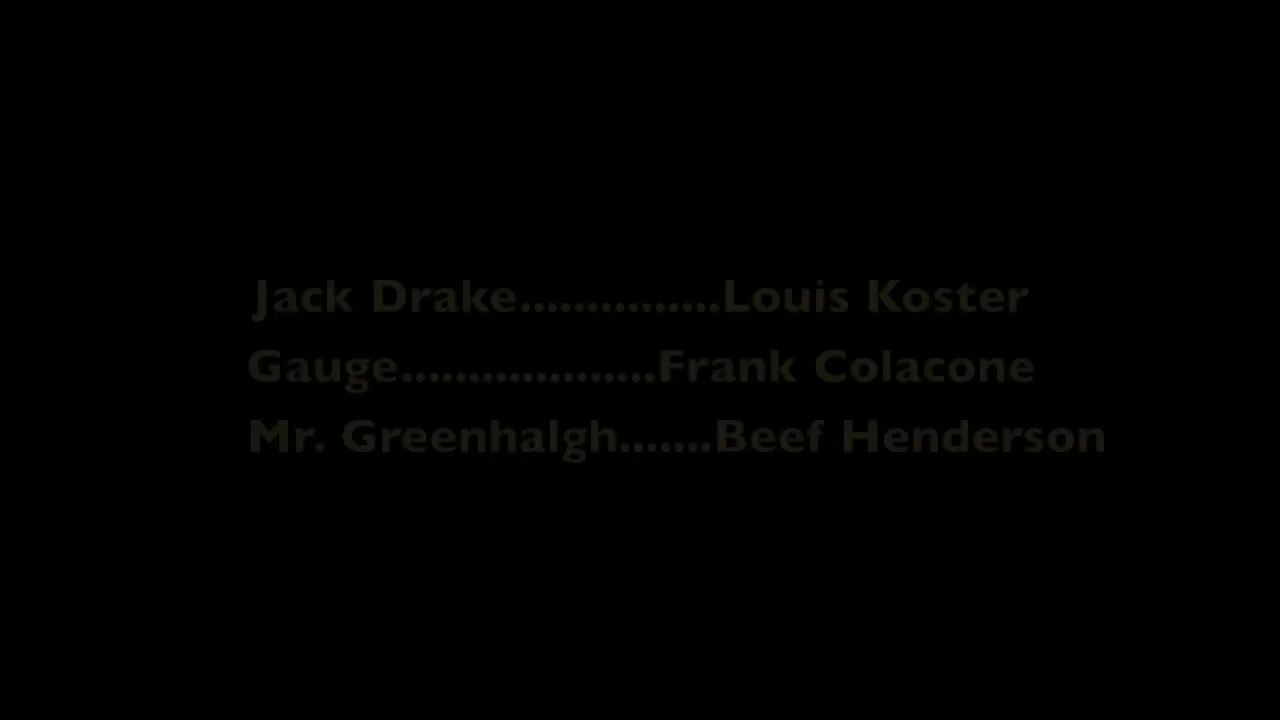 Jack Drake...............Louis Koster
Gauge...................Frank Colacone
Mr. Greenhalgh.......Beef Henderson